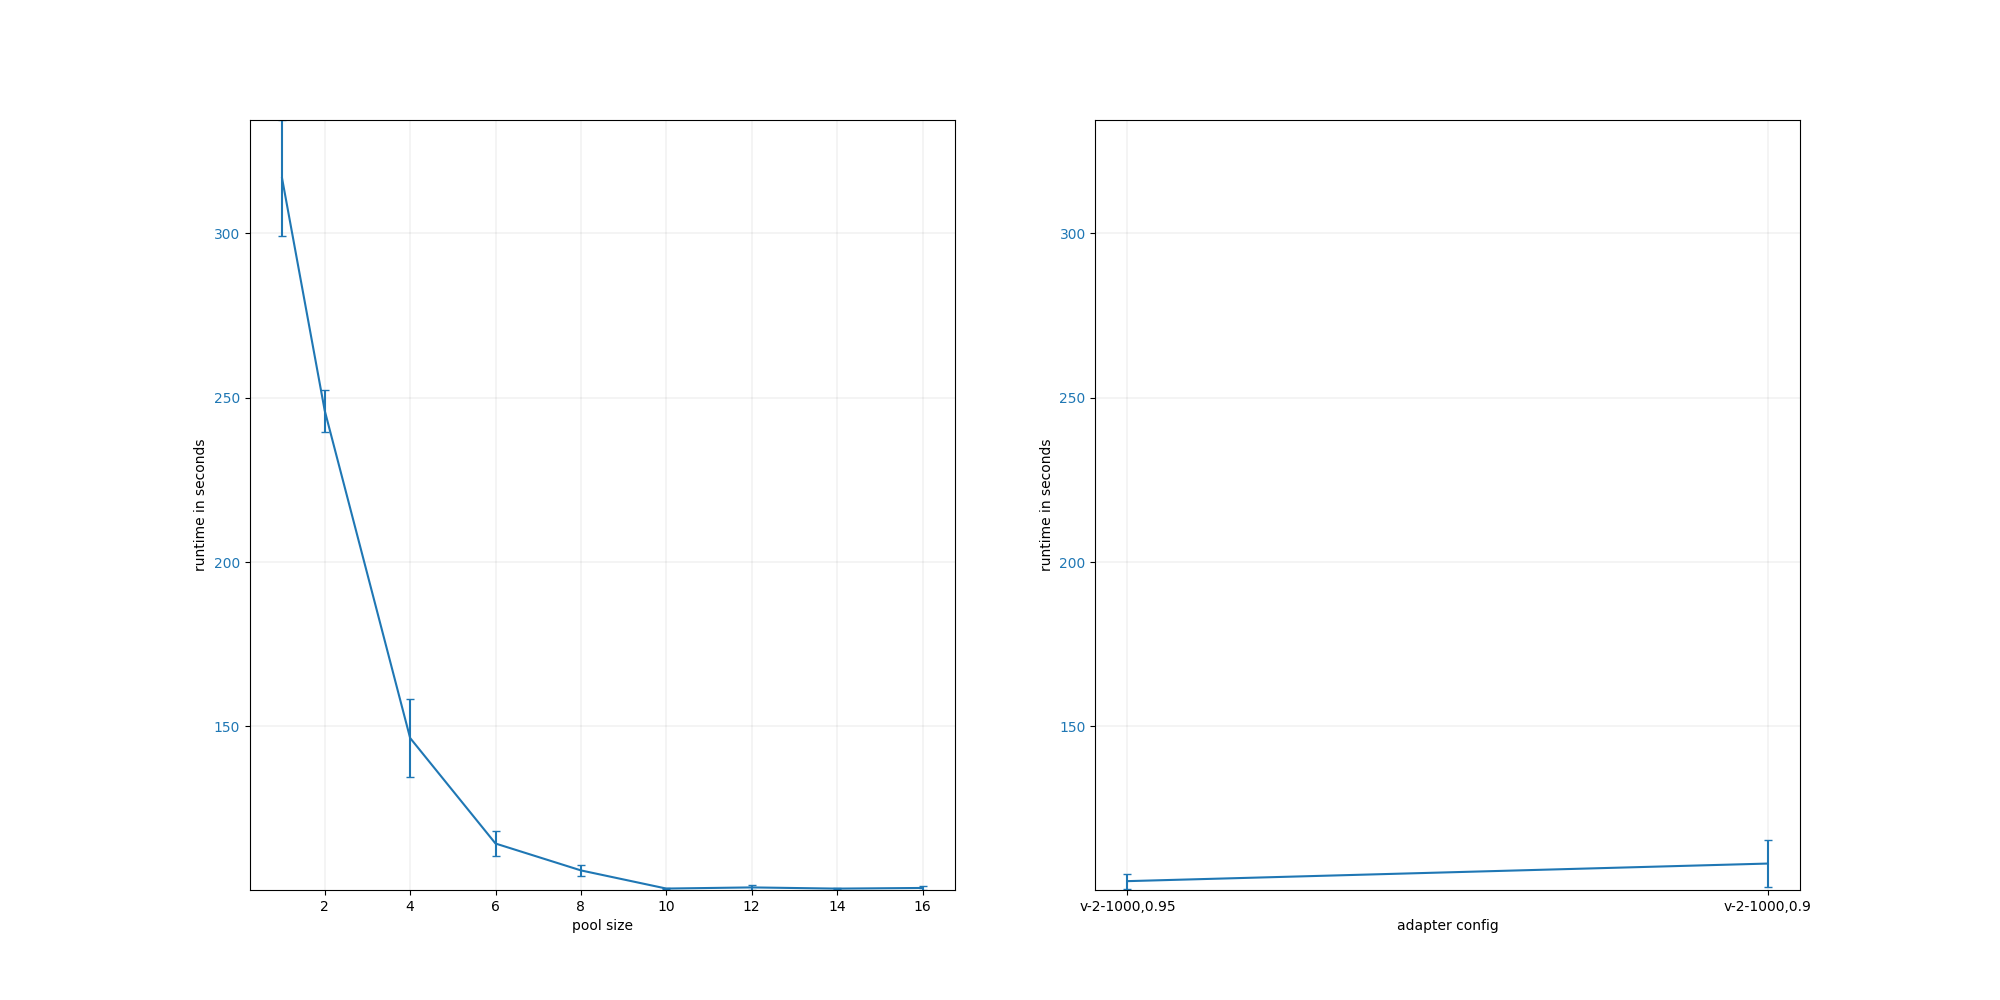 300
250
200
150
runtime in seconds
2 4 6 8 10 12 14 16
pool size
300
250
200
150
runtime in seconds
v-2-1000,0.95 v-2-1000,0.9
adapter config